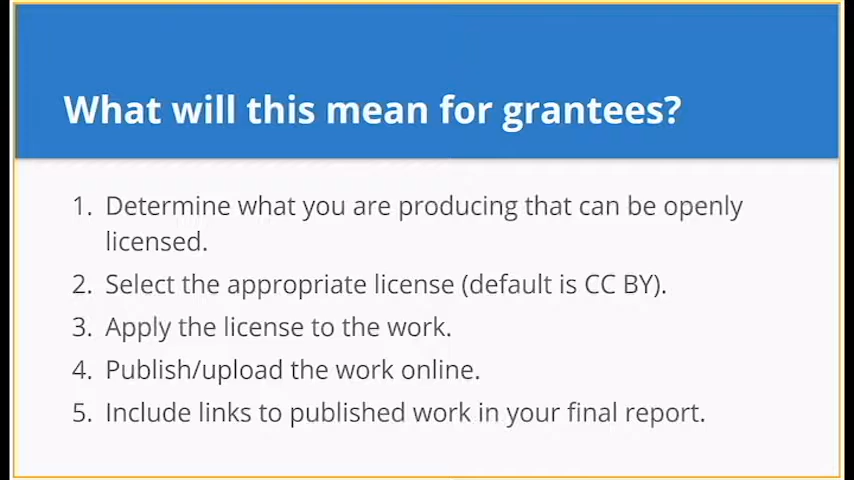 What will this mean for grantees?
1. Determine what you are producing that can be openly
licensed.
2. Select the appropriate license (default is CC BY).
3. Apply the license to the work.
4. Publish/upload the work online.
5. Include links to published work in your final report.